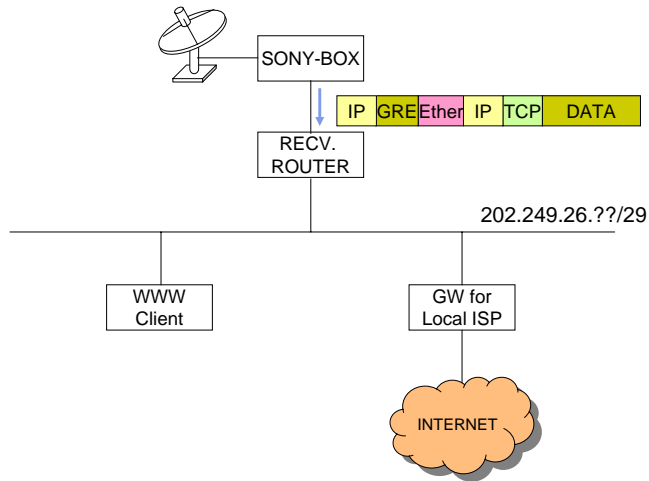 SONY-BOX
IP GRE Ether IP TCP DATA
RECV.
ROUTER
202.249.26.??/29
WWW
Client
GW for
Local ISP
INTERNET